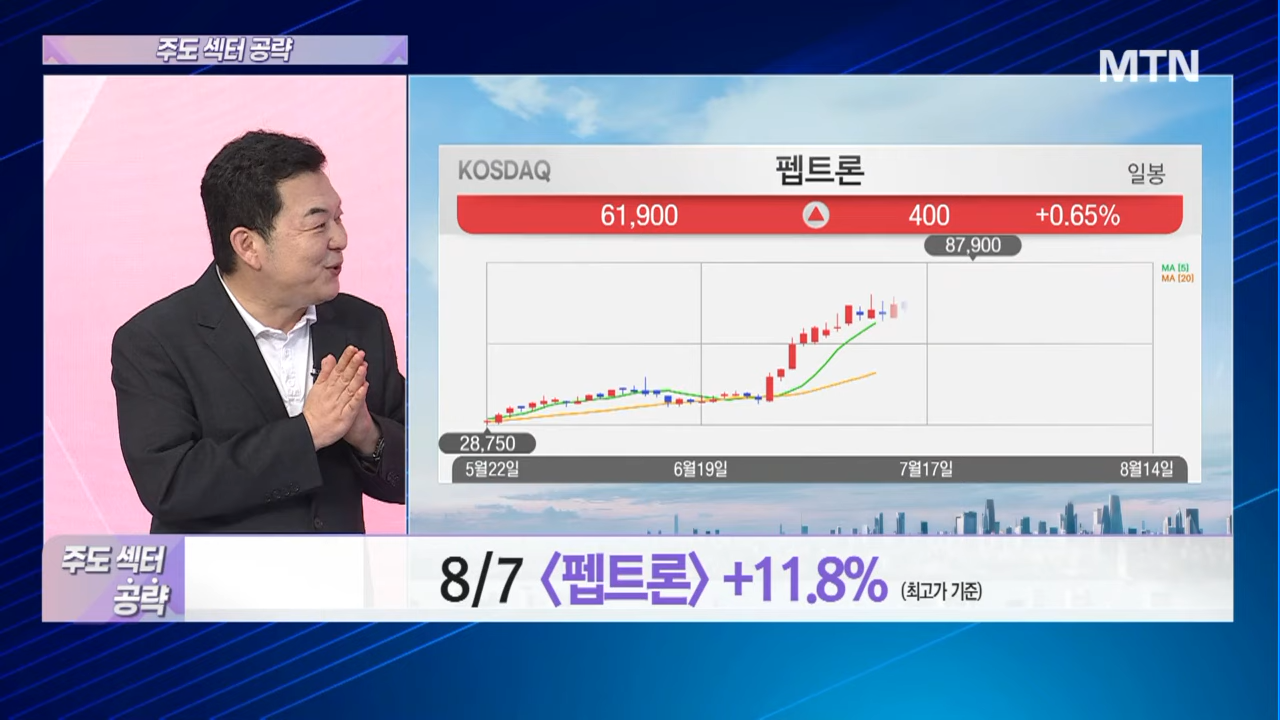 주도 섹터 공략
MTN
KOSDAQ
펩트론
일봉
61,900
400
+0.65%
87,900
MA [5]
MA [20]
28,750
5월22일
6월19일
7월17일
8월14일
주도 섹터
공략
8/7 〈펩트론〉 +11.8% (최고가 기준)